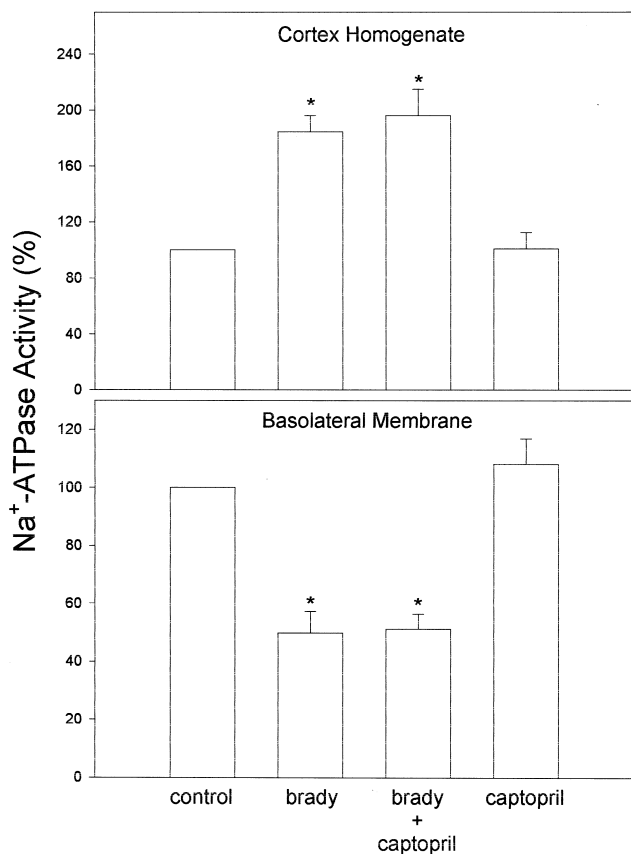 Cortex Homogenate
240
200
160
120
80
40
0
*
*
Na⁺-ATPase Activity (%)
Basolateral Membrane
120
100
80
60
40
20
0
*
*
control
brady
brady
+
captopril
captopril